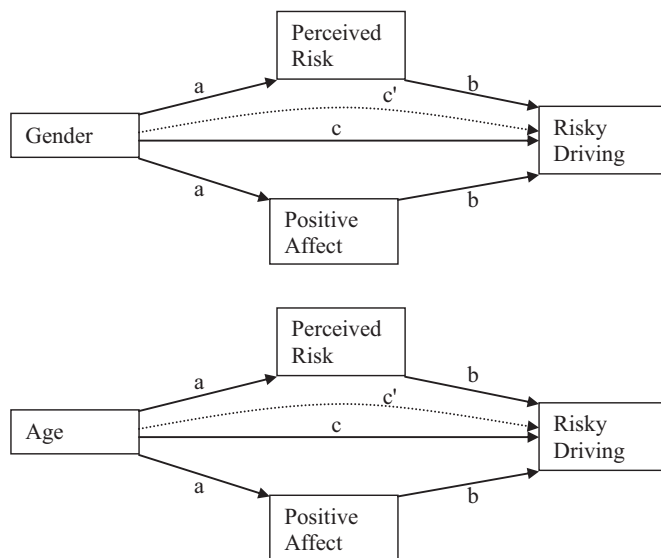 Perceived
Risk
a
b
c'
Gender
c
Risky
Driving
a
b
Positive
Affect
Perceived
Risk
a
b
c'
Age
c
Risky
Driving
a
b
Positive
Affect